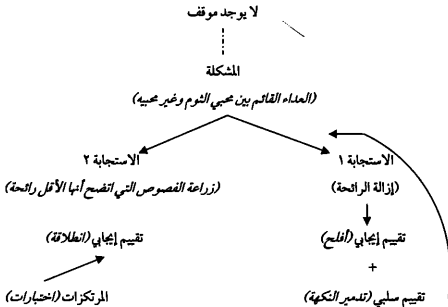 لا يوجد موقف
المشكلة
(العداء القائم بين محبي الثوم وغير محبيه)
الاستجابة ١
الاستجابة ٢
(إزالة الرائحة)
(زراعة الفصوص التي اتضح أنها الأقل رائحة)
تقييم إيجابي (أفلح)
تقييم إيجابي (انطلاقة)
+
تقييم سلبي (تدمير النكهة)
المرتكزات (اختبارات)